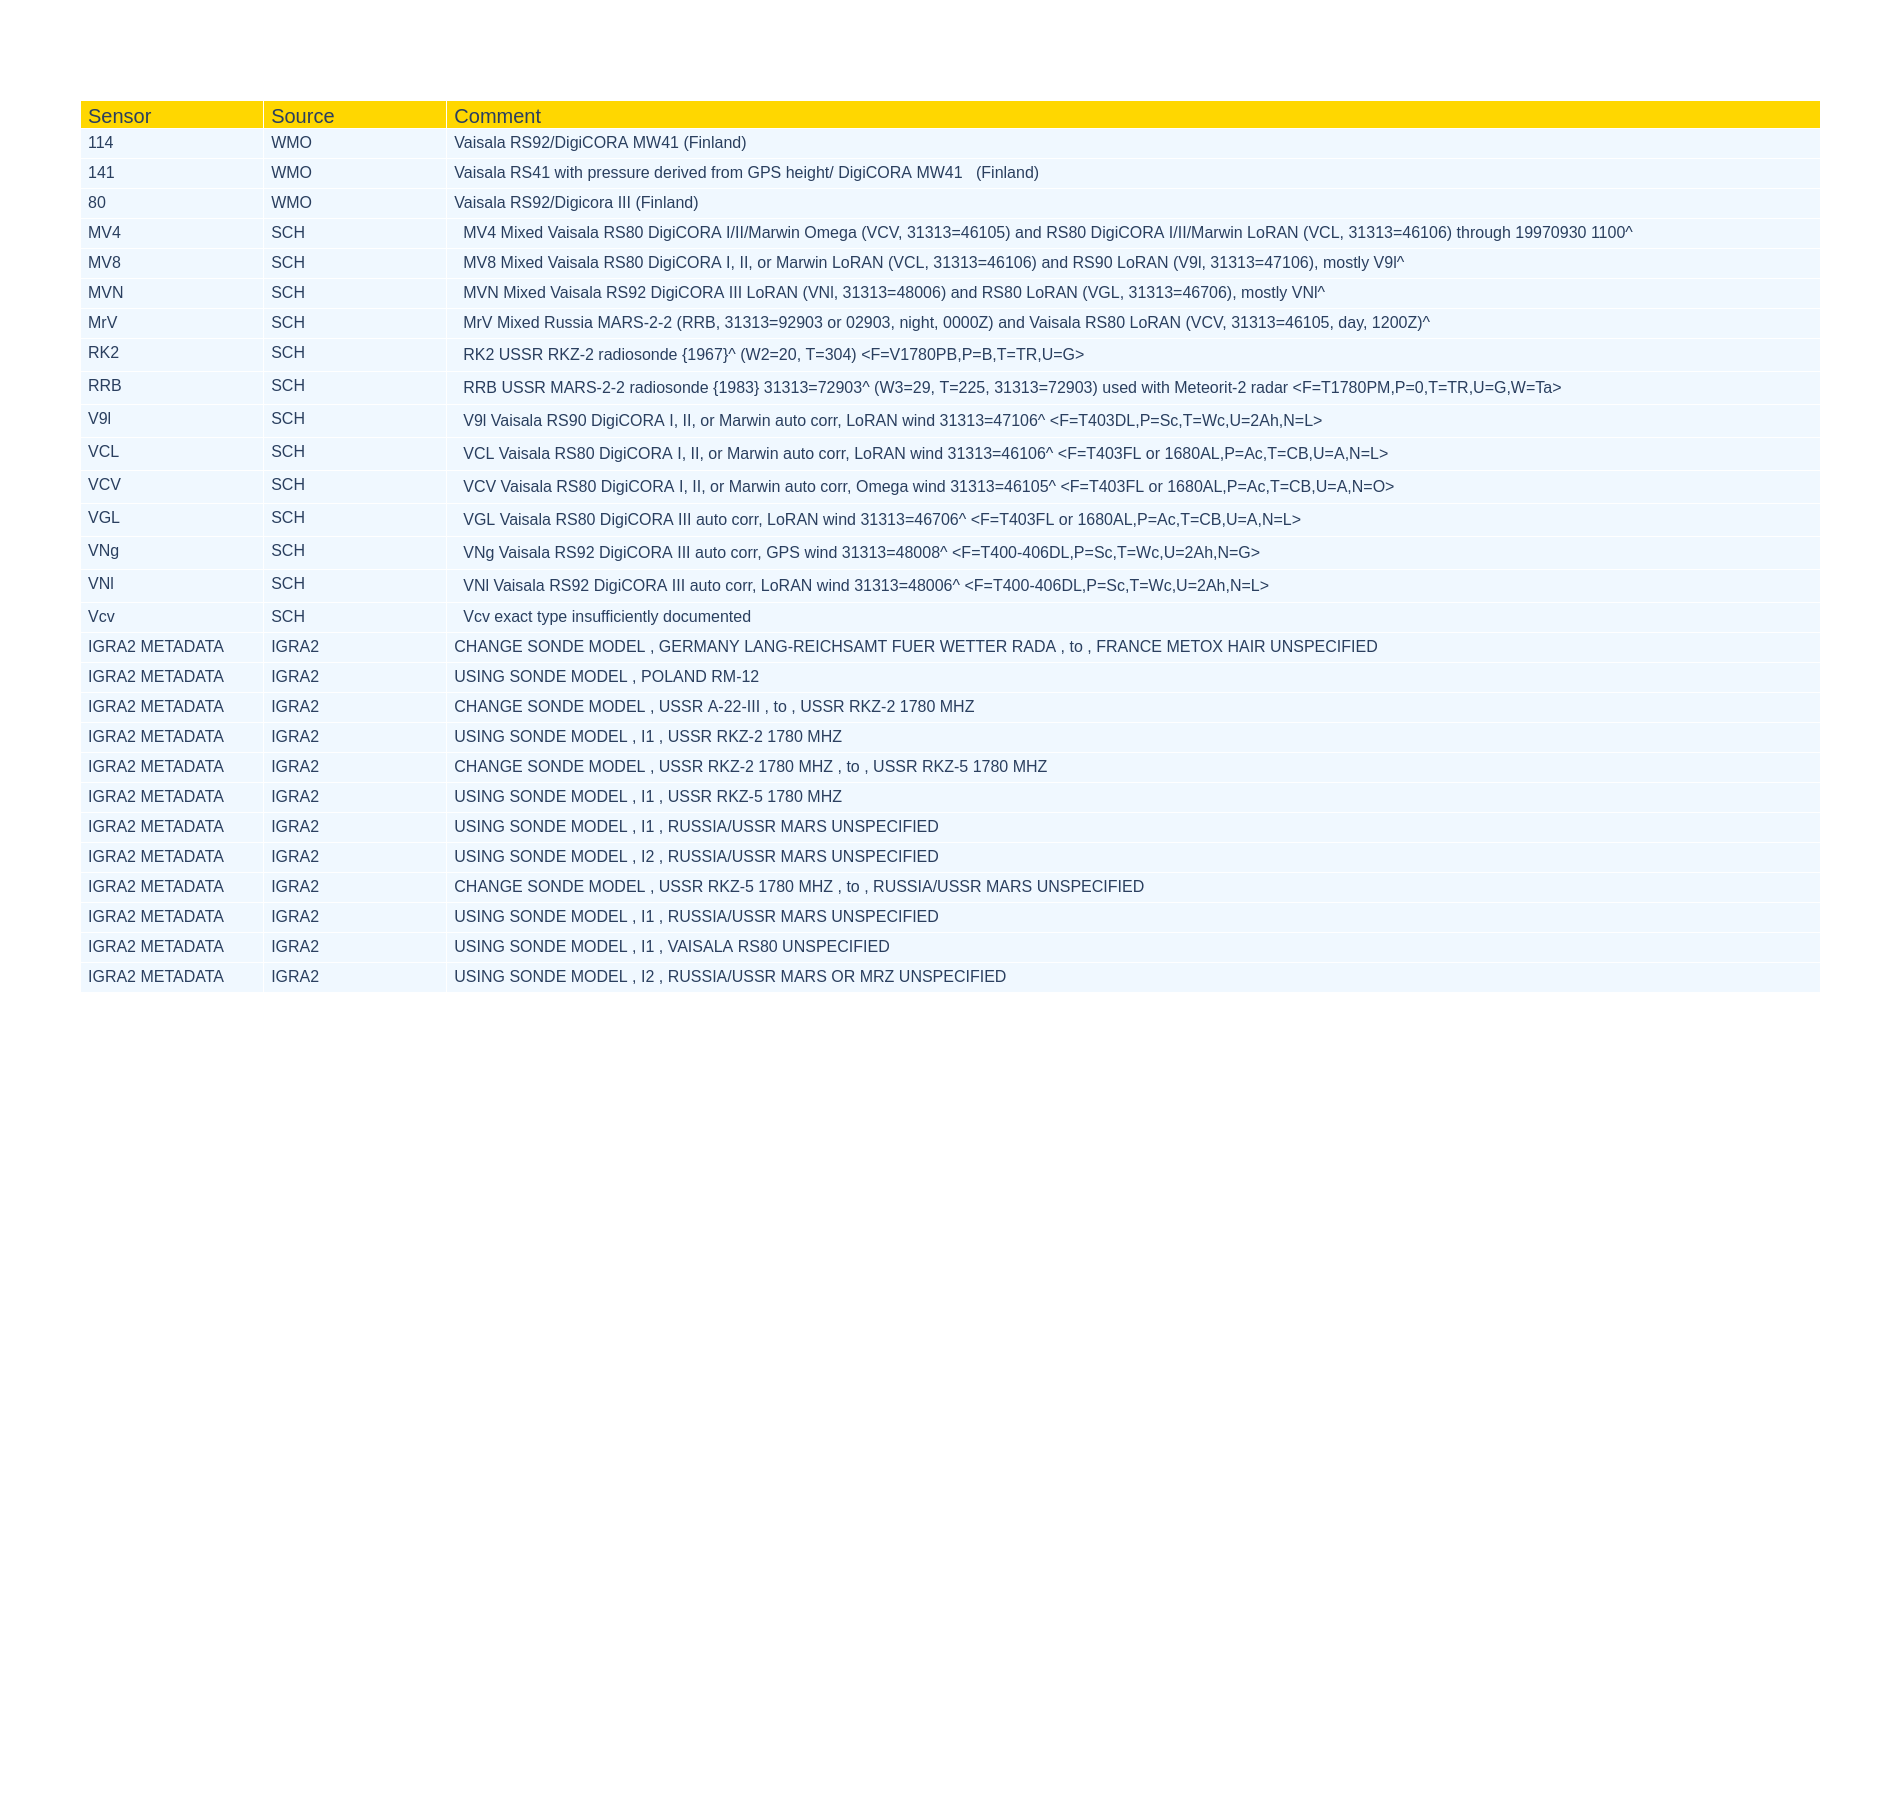 Sensor Source Comment
114 WMO Vaisala RS92/DigiCORA MW41 (Finland)
141 WMO Vaisala RS41 with pressure derived from GPS height/ DigiCORA MW41 (Finland)
80 WMO Vaisala RS92/Digicora III (Finland)
MV4 SCH MV4 Mixed Vaisala RS80 DigiCORA I/II/Marwin Omega (VCV, 31313=46105) and RS80 DigiCORA I/II/Marwin LoRAN (VCL, 31313=46106) through 19970930 1100^
MV8 SCH MV8 Mixed Vaisala RS80 DigiCORA I, II, or Marwin LoRAN (VCL, 31313=46106) and RS90 LoRAN (V9l, 31313=47106), mostly V9l^
MVN SCH MVN Mixed Vaisala RS92 DigiCORA III LoRAN (VNl, 31313=48006) and RS80 LoRAN (VGL, 31313=46706), mostly VNl^
MrV SCH MrV Mixed Russia MARS-2-2 (RRB, 31313=92903 or 02903, night, 0000Z) and Vaisala RS80 LoRAN (VCV, 31313=46105, day, 1200Z)^
RK2 SCH RK2 USSR RKZ-2 radiosonde {1967}^ (W2=20, T=304) <F=V1780PB,P=B,T=TR,U=G>
RRB SCH RRB USSR MARS-2-2 radiosonde {1983} 31313=72903^ (W3=29, T=225, 31313=72903) used with Meteorit-2 radar <F=T1780PM,P=0,T=TR,U=G,W=Ta>
V9l SCH V9l Vaisala RS90 DigiCORA I, II, or Marwin auto corr, LoRAN wind 31313=47106^ <F=T403DL,P=Sc,T=Wc,U=2Ah,N=L>
VCL SCH VCL Vaisala RS80 DigiCORA I, II, or Marwin auto corr, LoRAN wind 31313=46106^ <F=T403FL or 1680AL,P=Ac,T=CB,U=A,N=L>
VCV SCH VCV Vaisala RS80 DigiCORA I, II, or Marwin auto corr, Omega wind 31313=46105^ <F=T403FL or 1680AL,P=Ac,T=CB,U=A,N=O>
VGL SCH VGL Vaisala RS80 DigiCORA III auto corr, LoRAN wind 31313=46706^ <F=T403FL or 1680AL,P=Ac,T=CB,U=A,N=L>
VNg SCH VNg Vaisala RS92 DigiCORA III auto corr, GPS wind 31313=48008^ <F=T400-406DL,P=Sc,T=Wc,U=2Ah,N=G>
VNl SCH VNl Vaisala RS92 DigiCORA III auto corr, LoRAN wind 31313=48006^ <F=T400-406DL,P=Sc,T=Wc,U=2Ah,N=L>
Vcv SCH Vcv exact type insufficiently documented
IGRA2 METADATA IGRA2 CHANGE SONDE MODEL , GERMANY LANG-REICHSAMT FUER WETTER RADA , to , FRANCE METOX HAIR UNSPECIFIED
IGRA2 METADATA IGRA2 USING SONDE MODEL , POLAND RM-12
IGRA2 METADATA IGRA2 CHANGE SONDE MODEL , USSR A-22-III , to , USSR RKZ-2 1780 MHZ
IGRA2 METADATA IGRA2 USING SONDE MODEL , I1 , USSR RKZ-2 1780 MHZ
IGRA2 METADATA IGRA2 CHANGE SONDE MODEL , USSR RKZ-2 1780 MHZ , to , USSR RKZ-5 1780 MHZ
IGRA2 METADATA IGRA2 USING SONDE MODEL , I1 , USSR RKZ-5 1780 MHZ
IGRA2 METADATA IGRA2 USING SONDE MODEL , I1 , RUSSIA/USSR MARS UNSPECIFIED
IGRA2 METADATA IGRA2 USING SONDE MODEL , I2 , RUSSIA/USSR MARS UNSPECIFIED
IGRA2 METADATA IGRA2 CHANGE SONDE MODEL , USSR RKZ-5 1780 MHZ , to , RUSSIA/USSR MARS UNSPECIFIED
IGRA2 METADATA IGRA2 USING SONDE MODEL , I1 , RUSSIA/USSR MARS UNSPECIFIED
IGRA2 METADATA IGRA2 USING SONDE MODEL , I1 , VAISALA RS80 UNSPECIFIED
IGRA2 METADATA IGRA2 USING SONDE MODEL , I2 , RUSSIA/USSR MARS OR MRZ UNSPECIFIED